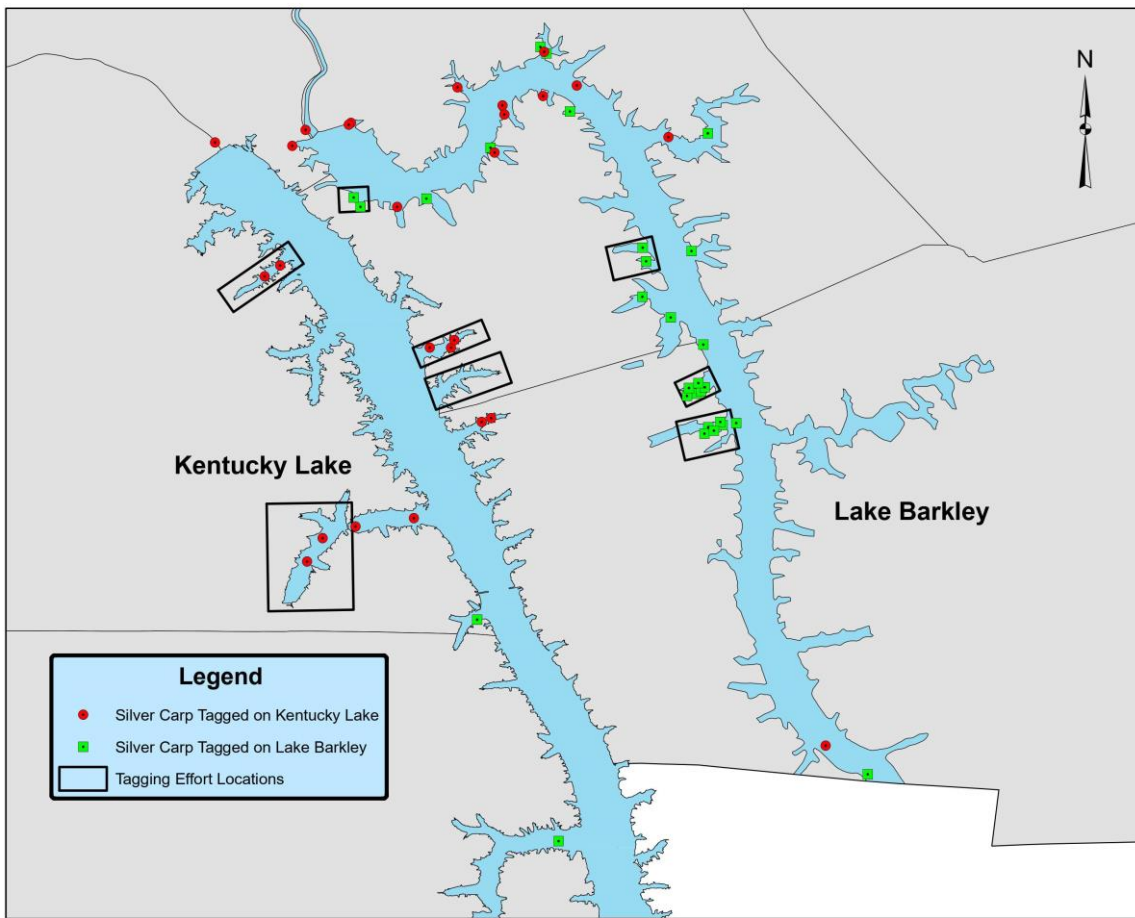 N
Kentucky Lake
Lake Barkley
Legend
Silver Carp Tagged on Kentucky Lake
Silver Carp Tagged on Lake Barkley
Tagging Effort Locations